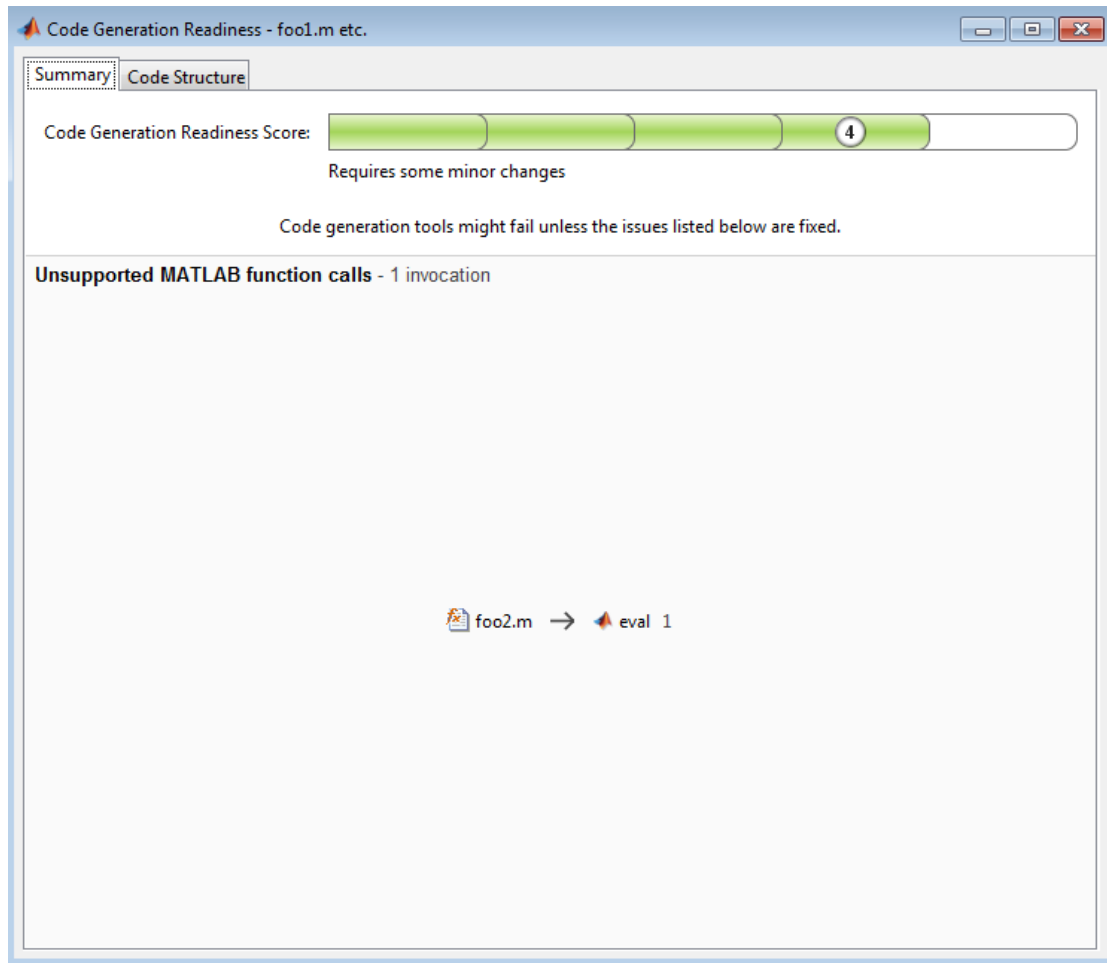 Code Generation Readiness - foo1.m etc.
Summary Code Structure
Code Generation Readiness Score: 4
Requires some minor changes
Code generation tools might fail unless the issues listed below are fixed.
Unsupported MATLAB function calls - 1 invocation
foo2.m → eval 1